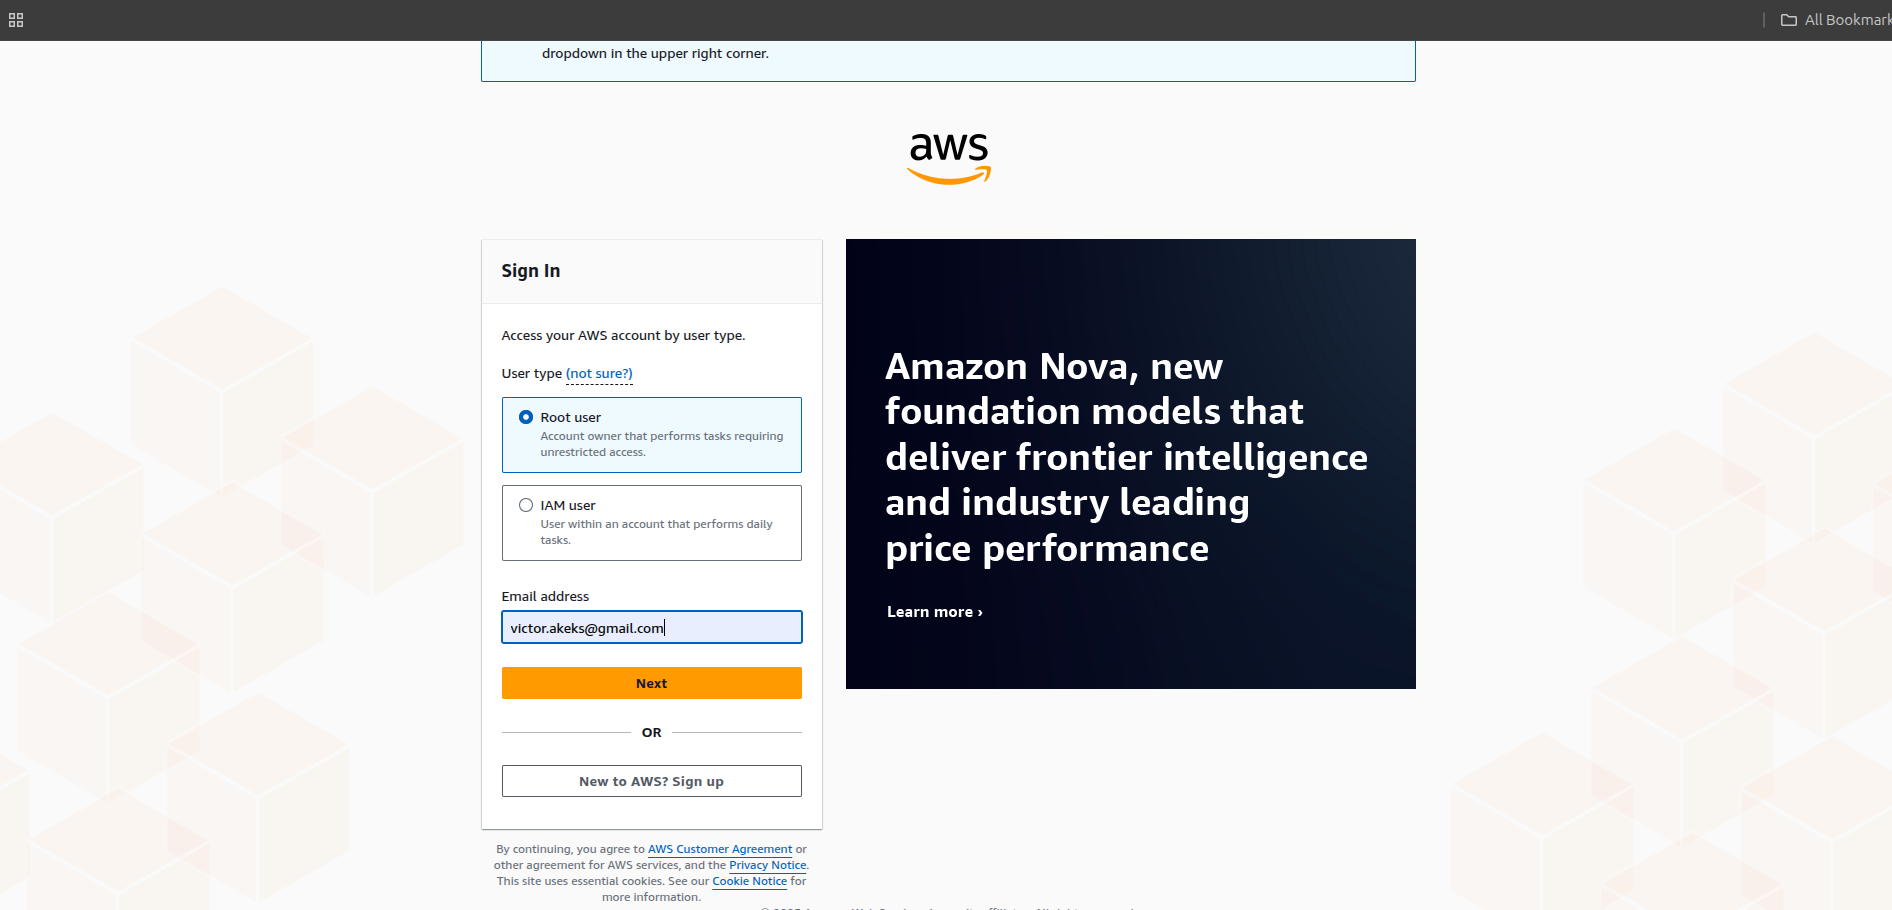 All Bookmark
dropdown in the upper right corner.
aws
Sign In
Access your AWS account by user type.
User type (not sure?)
Root user
Account owner that performs tasks requiring
unrestricted access.
IAM user
User within an account that performs daily
tasks.
Email address
victor.akeks@gmail.com
Next
OR
New to AWS? Sign up
By continuing, you agree to AWS Customer Agreement or
other agreement for AWS services, and the Privacy Notice.
This site uses essential cookies. See our Cookie Notice for
more information.
Amazon Nova, new
foundation models that
deliver frontier intelligence
and industry leading
price performance
Learn more ›